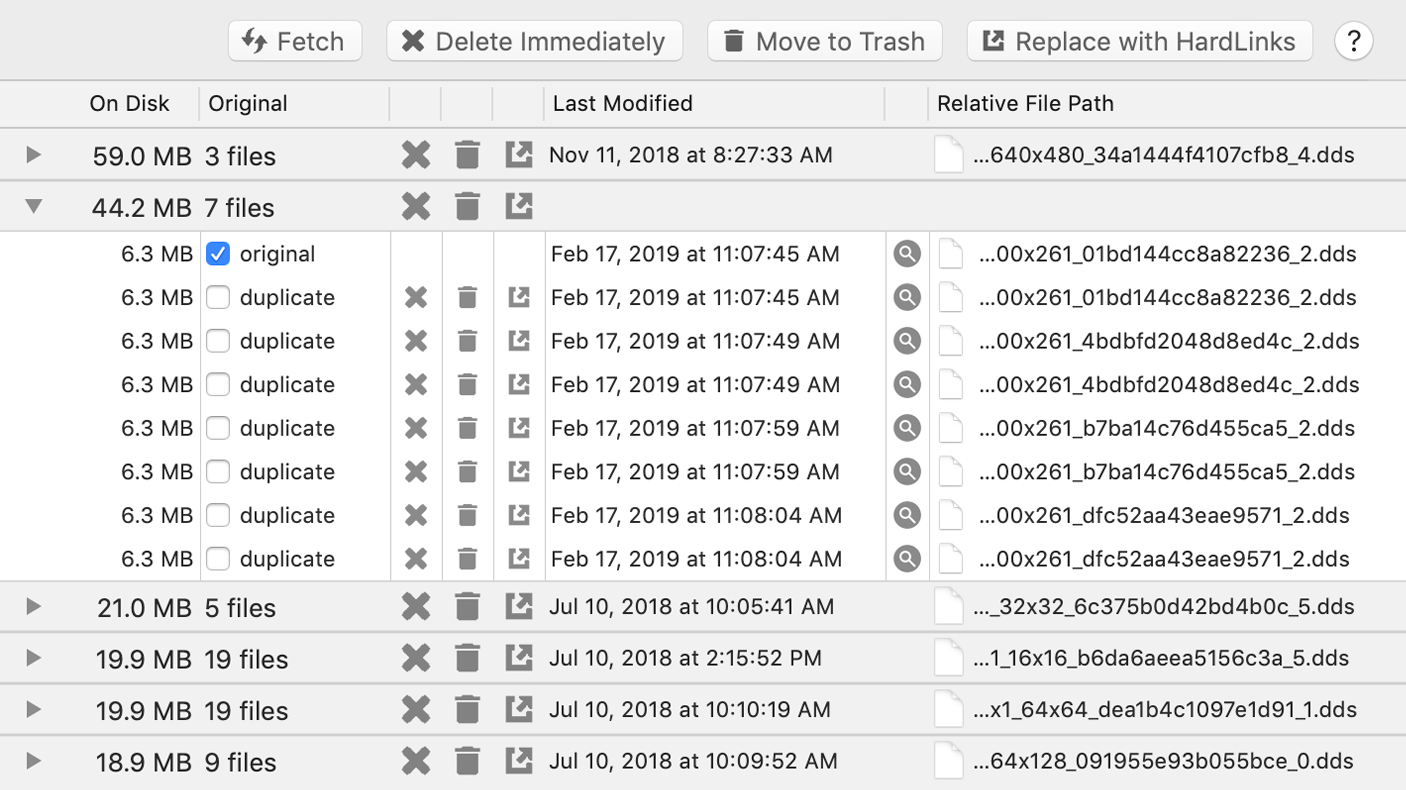 Fetch Delete Immediately Move to Trash Replace with HardLinks ?
On Disk Original Last Modified Relative File Path
59.0 MB 3 files Nov 11, 2018 at 8:27:33 AM ...640x480_34a1444f4107cfb8_4.dds
44.2 MB 7 files
6.3 MB original Feb 17, 2019 at 11:07:45 AM ...00x261_01bd144cc8a82236_2.dds
6.3 MB duplicate Feb 17, 2019 at 11:07:45 AM ...00x261_01bd144cc8a82236_2.dds
6.3 MB duplicate Feb 17, 2019 at 11:07:49 AM ...00x261_4bdbfd2048d8ed4c_2.dds
6.3 MB duplicate Feb 17, 2019 at 11:07:49 AM ...00x261_4bdbfd2048d8ed4c_2.dds
6.3 MB duplicate Feb 17, 2019 at 11:07:59 AM ...00x261_b7ba14c76d455ca5_2.dds
6.3 MB duplicate Feb 17, 2019 at 11:07:59 AM ...00x261_b7ba14c76d455ca5_2.dds
6.3 MB duplicate Feb 17, 2019 at 11:08:04 AM ...00x261_dfc52aa43eae9571_2.dds
6.3 MB duplicate Feb 17, 2019 at 11:08:04 AM ...00x261_dfc52aa43eae9571_2.dds
21.0 MB 5 files Jul 10, 2018 at 10:05:41 AM ..._32x32_6c375b0d42bd4b0c_5.dds
19.9 MB 19 files Jul 10, 2018 at 2:15:52 PM ...1_16x16_b6da6aeea5156c3a_5.dds
19.9 MB 19 files Jul 10, 2018 at 10:10:19 AM ...x1_64x64_dea1b4c1097e1d91_1.dds
18.9 MB 9 files Jul 10, 2018 at 10:09:52 AM ...64x128_091955e93b055bce_0.dds